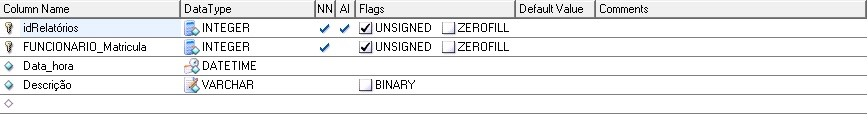 Column Name DataType NN AI Flags Default Value Comments
idRelatórios INTEGER UNSIGNED ZEROFILL
FUNCIONARIO_Matricula INTEGER UNSIGNED ZEROFILL
Data_hora DATETIME
Descrição VARCHAR BINARY